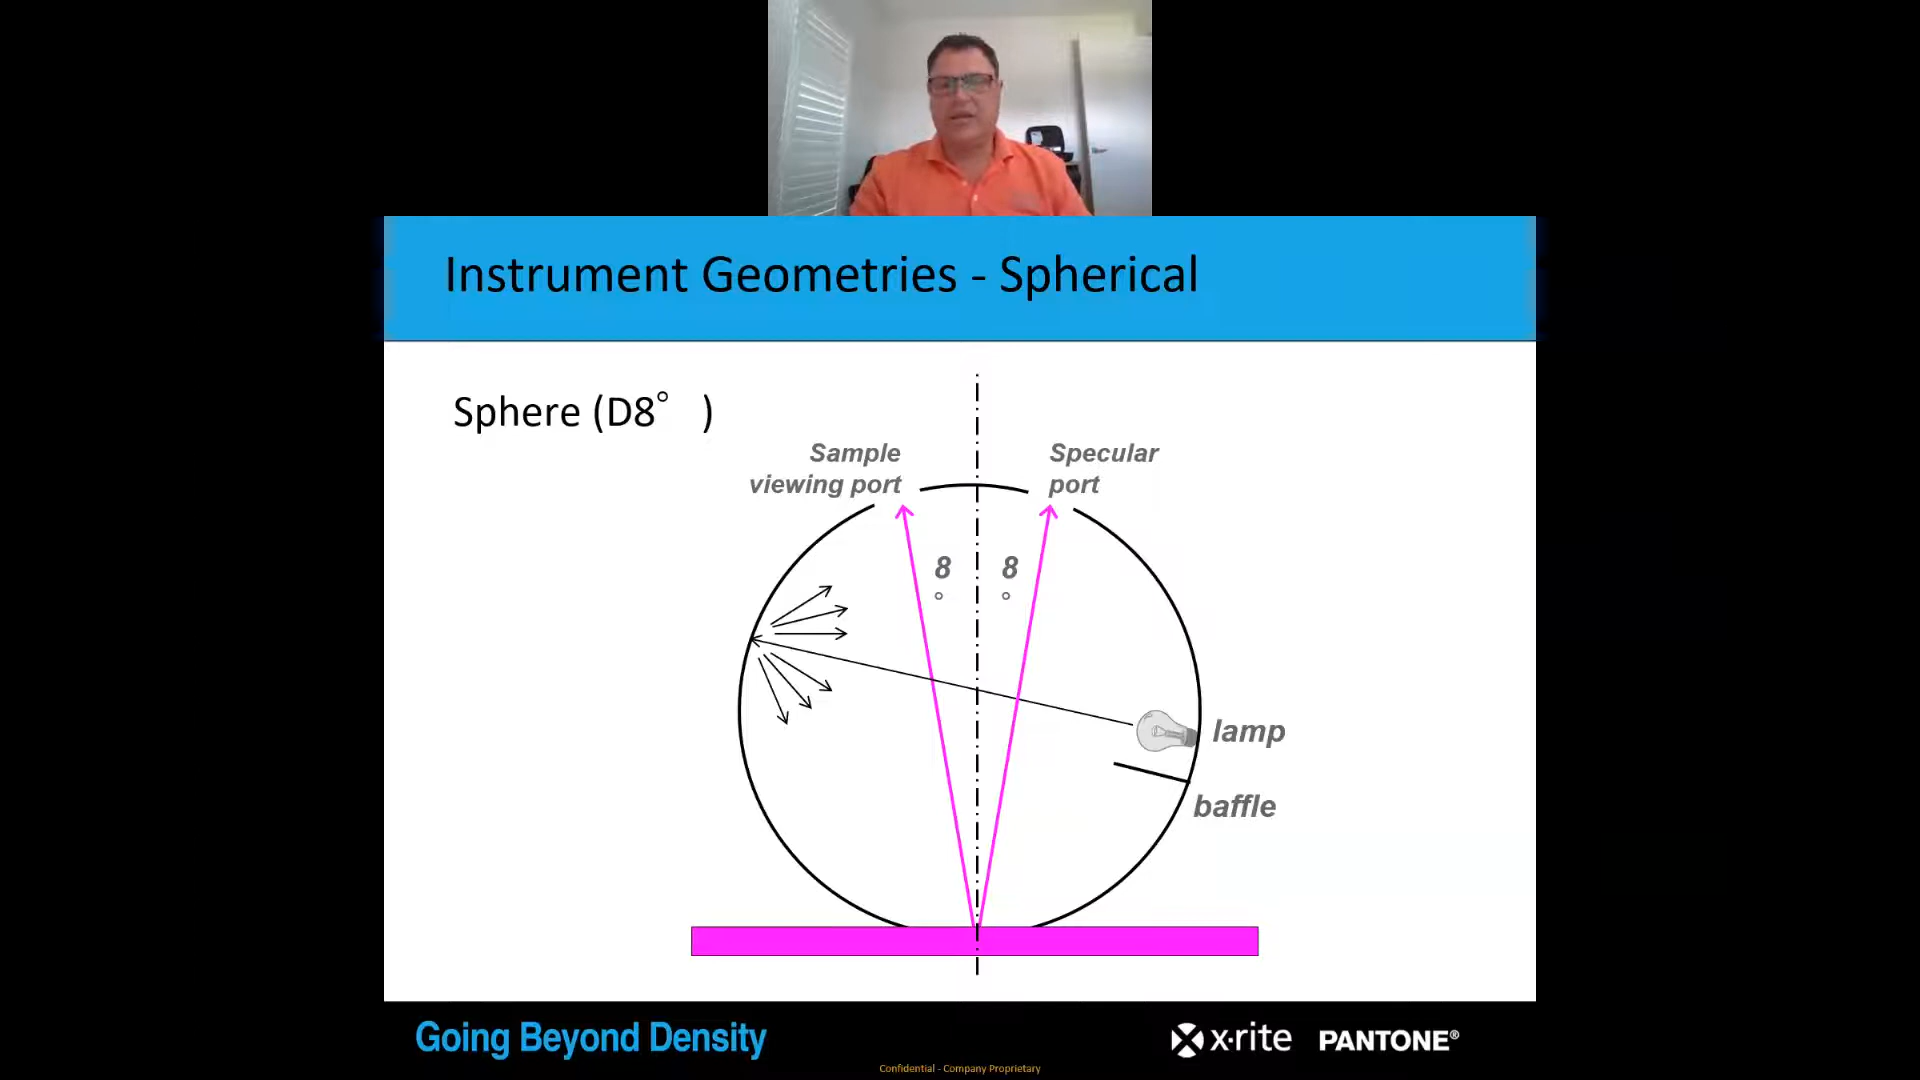 Instrument Geometries - Spherical
Sphere (D8° )
Sample
viewing port
Specular
port
8
°
8
°
lamp
baffle
Going Beyond Density
x·rite PANTONE®
Confidential - Company Proprietary